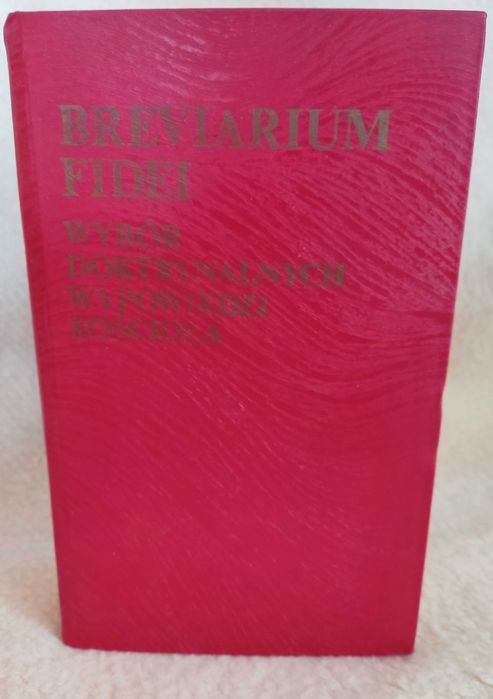 BREVIARIUM
FIDEI
WYBÓR
DOKTRYNALNYCH
WYPOWIEDZI
KOŚCIOŁA